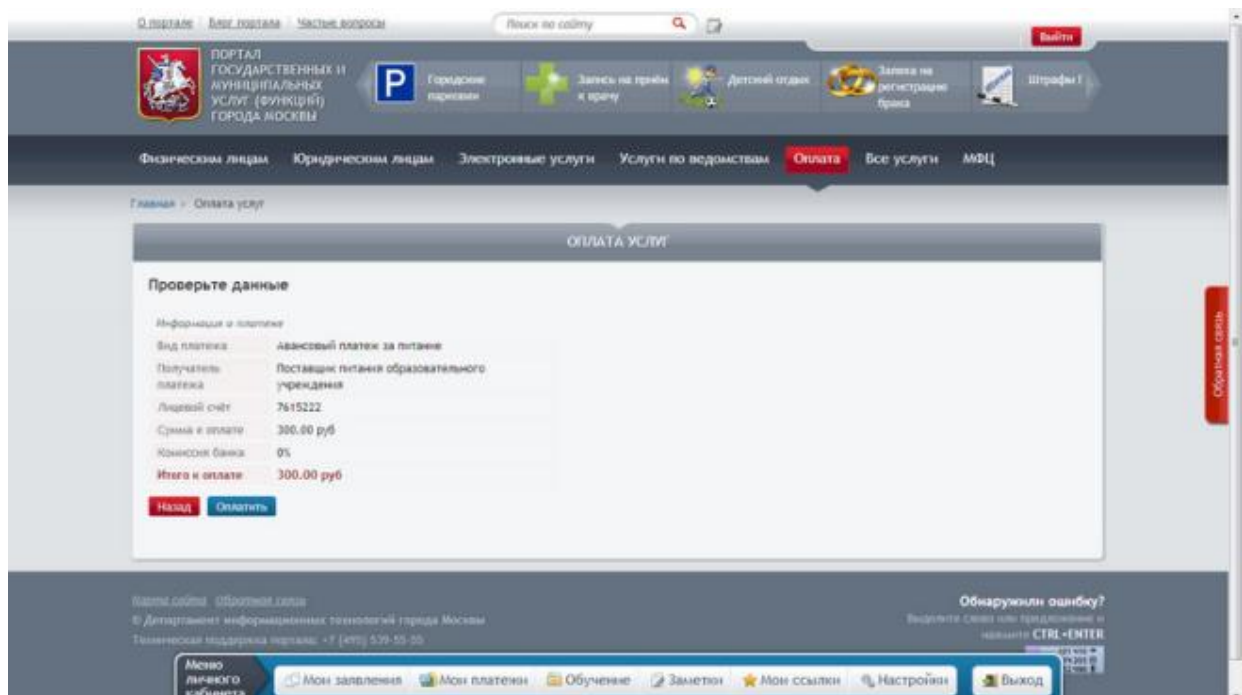 О портале Блог портала Частые вопросы Поиск по сайту
Выйти
ПОРТАЛ
ГОСУДАРСТВЕННЫХ И
МУНИЦИПАЛЬНЫХ
УСЛУГ (ФУНКЦИЙ)
ГОРОДА МОСКВЫ
Городские
парковки
Запись на приём
к врачу
Детский отдых
Заявка на
регистрацию
брака
Штрафы Г
Физическим лицам Юридическим лицам Электронные услуги Услуги по ведомствам Оплата Все услуги МФЦ
Главная > Оплата услуг
ОПЛАТА УСЛУГ
Проверьте данные
Информация о платеже
Вид платежа Авансовый платеж за питание
Получатель Поставщик питания образовательного
платежа учреждения
Лицевой счёт 7615222
Сумма к оплате 300.00 руб
Комиссия банка 0%
Итого к оплате 300.00 руб
Назад Оплатить
Обратная связь
Карта сайта Обратная связь
© Департамент информационных технологий города Москвы
Техническая поддержка портала: +7 (495) 539-55-55
Обнаружили ошибку?
Выделите слово или предложение и
нажмите CTRL+ENTER
Меню
личного
кабинета
Мои заявления Мои платежи Обучение Заметки Мои ссылки Настройки Выход